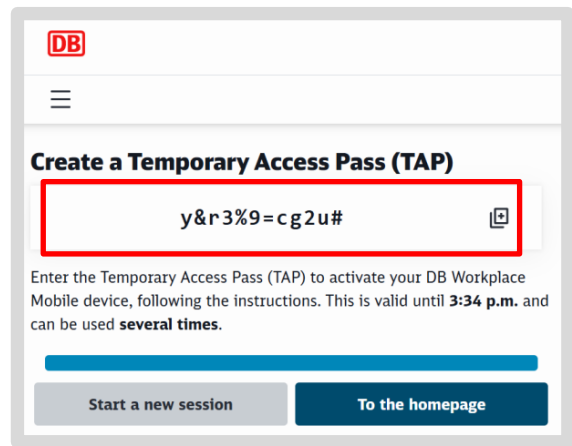 DB
Create a Temporary Access Pass (TAP)
y&r3%9=cg2u#
Enter the Temporary Access Pass (TAP) to activate your DB Workplace
Mobile device, following the instructions. This is valid until 3:34 p.m. and
can be used several times.
Start a new session
To the homepage